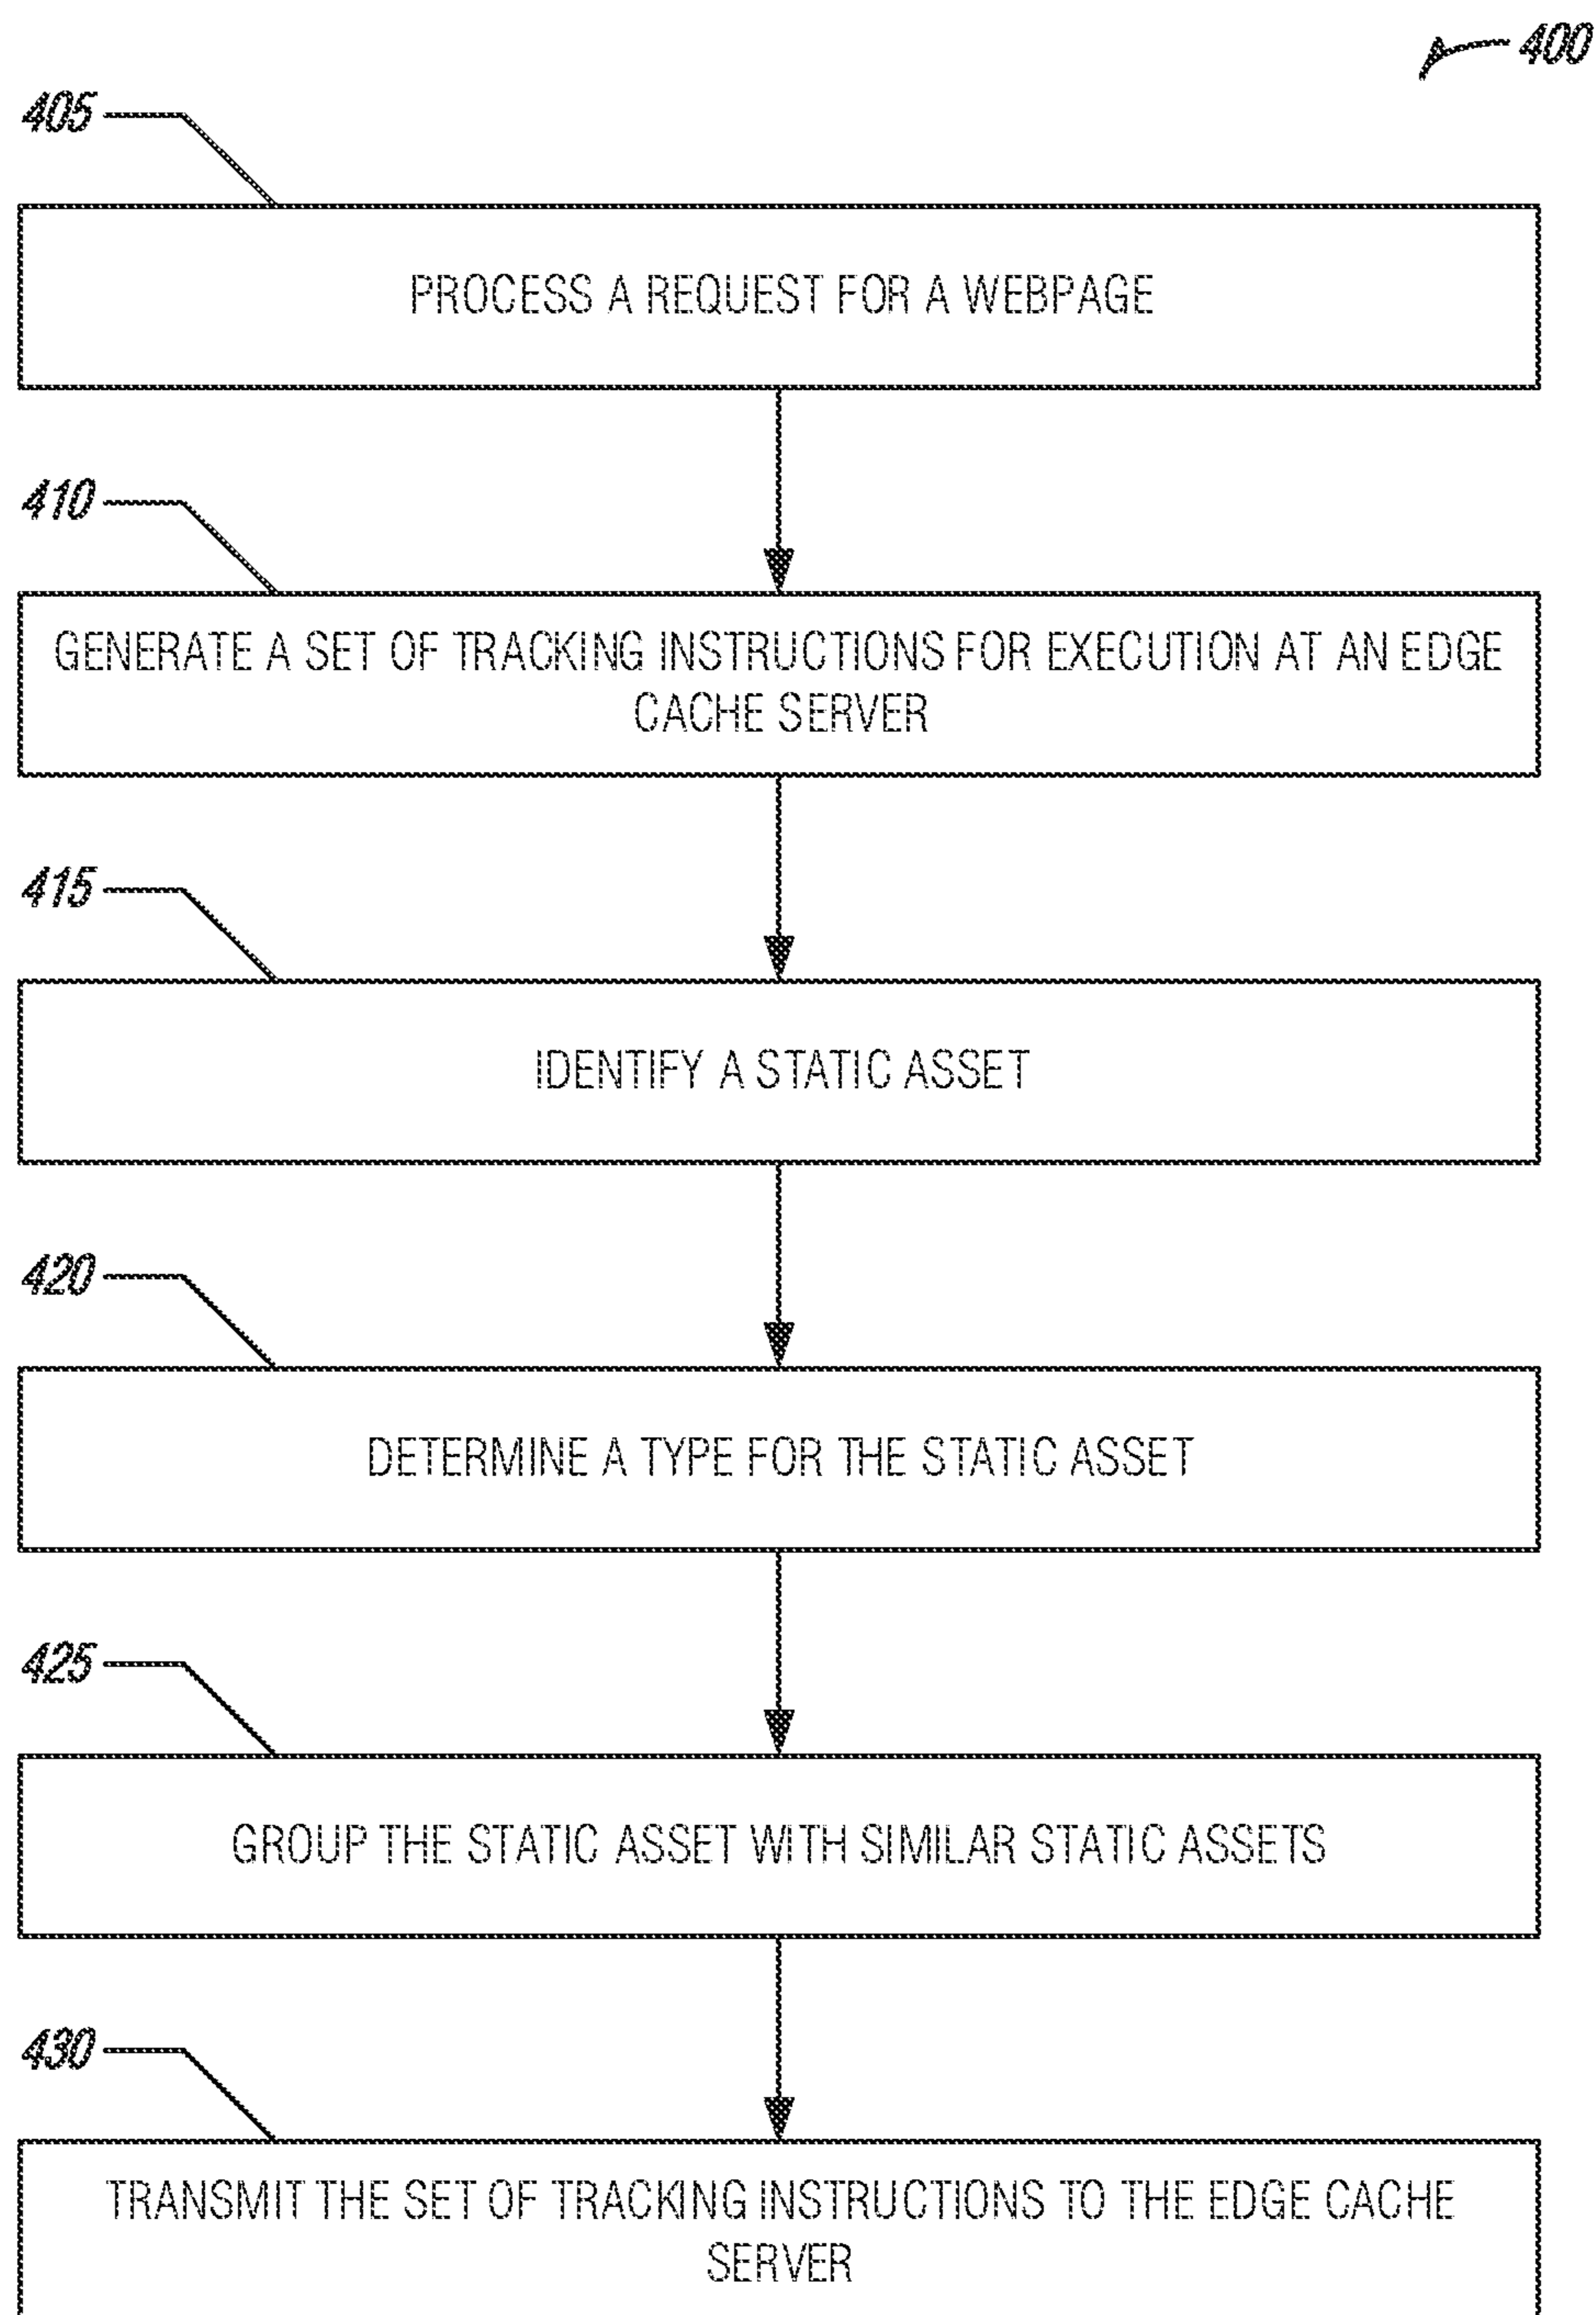 400
405
PROCESS A REQUEST FOR A WEBPAGE
410
GENERATE A SET OF TRACKING INSTRUCTIONS FOR EXECUTION AT AN EDGE
CACHE SERVER
415
IDENTIFY A STATIC ASSET
420
DETERMINE A TYPE FOR THE STATIC ASSET
425
GROUP THE STATIC ASSET WITH SIMILAR STATIC ASSETS
430
TRANSMIT THE SET OF TRACKING INSTRUCTIONS TO THE EDGE CACHE
SERVER